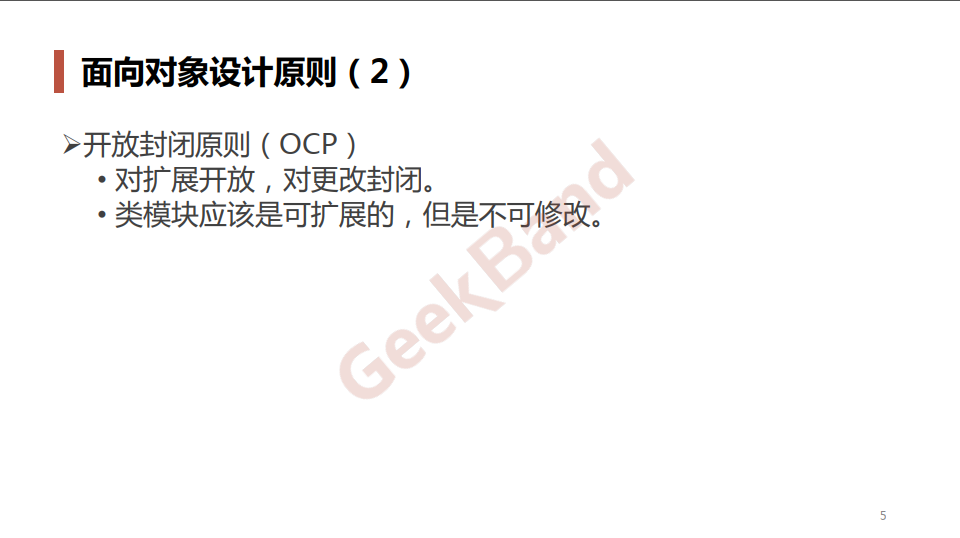 面向对象设计原则（2）
➢开放封闭原则（OCP）
• 对扩展开放，对更改封闭。
• 类模块应该是可扩展的，但是不可修改。
GeekBand
5